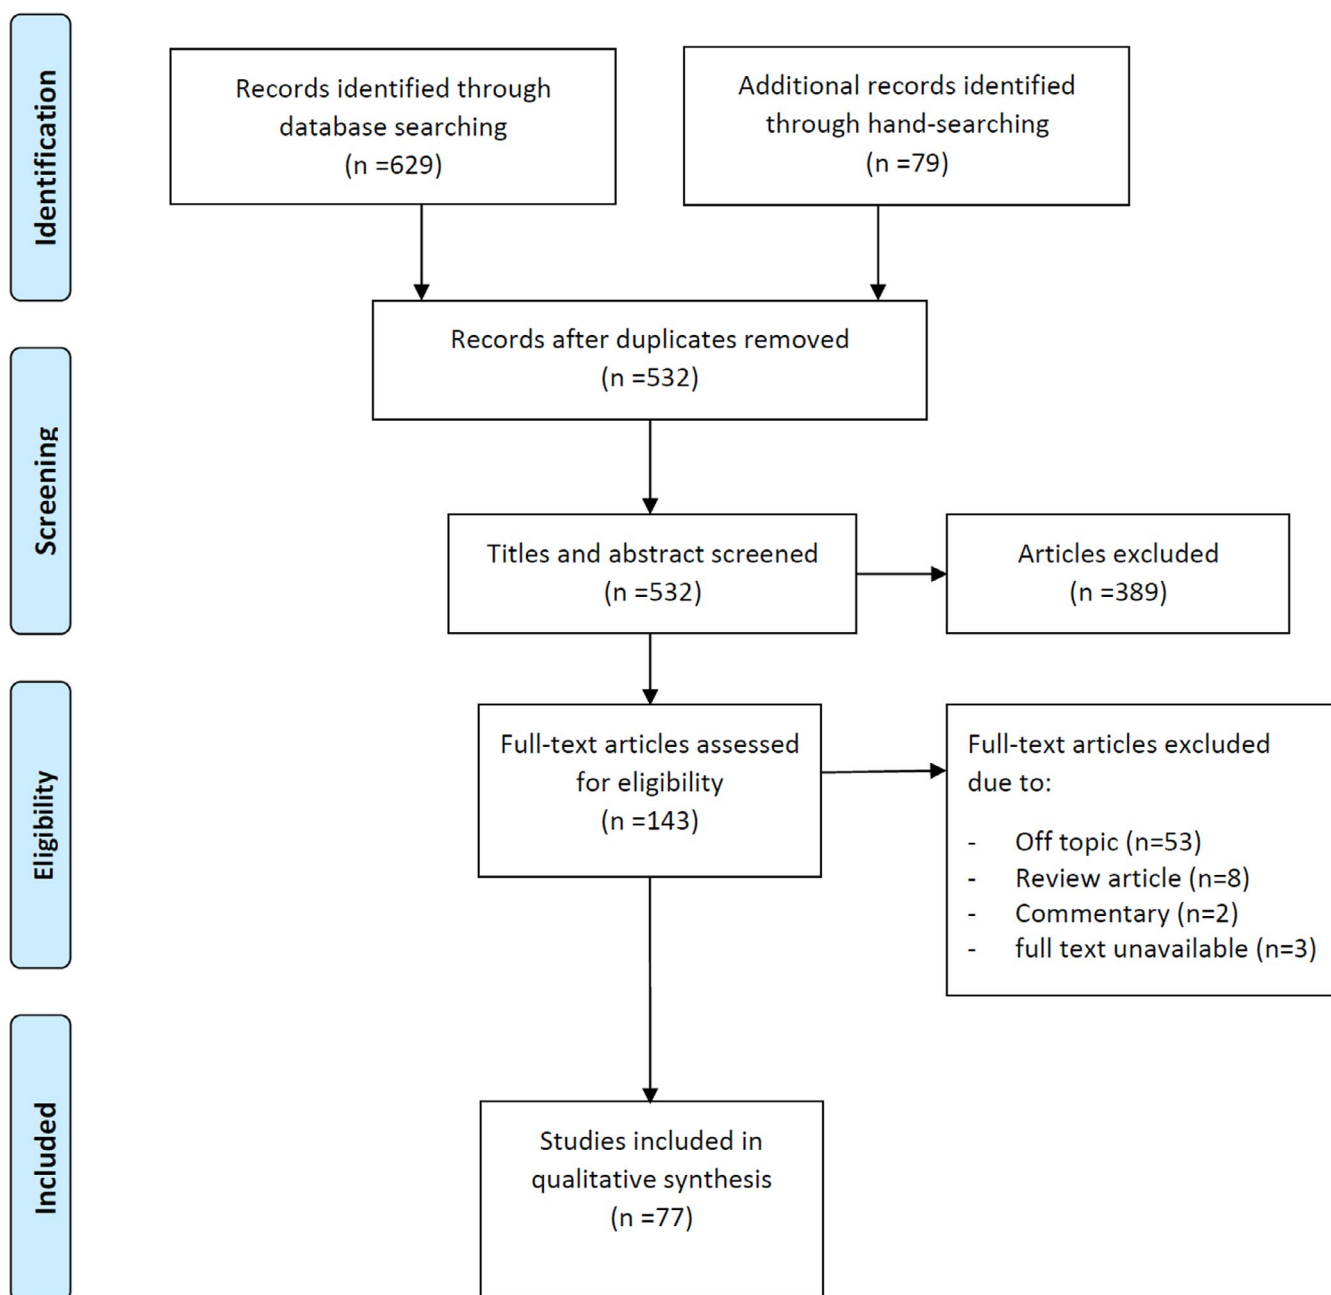 Identification
Records identified through
database searching
(n =629)
Additional records identified
through hand-searching
(n =79)
Records after duplicates removed
(n =532)
Screening
Titles and abstract screened
(n =532)
Articles excluded
(n =389)
Eligibility
Full-text articles assessed
for eligibility
(n =143)
Full-text articles excluded
due to:
- Off topic (n=53)
- Review article (n=8)
- Commentary (n=2)
- full text unavailable (n=3)
Included
Studies included in
qualitative synthesis
(n =77)